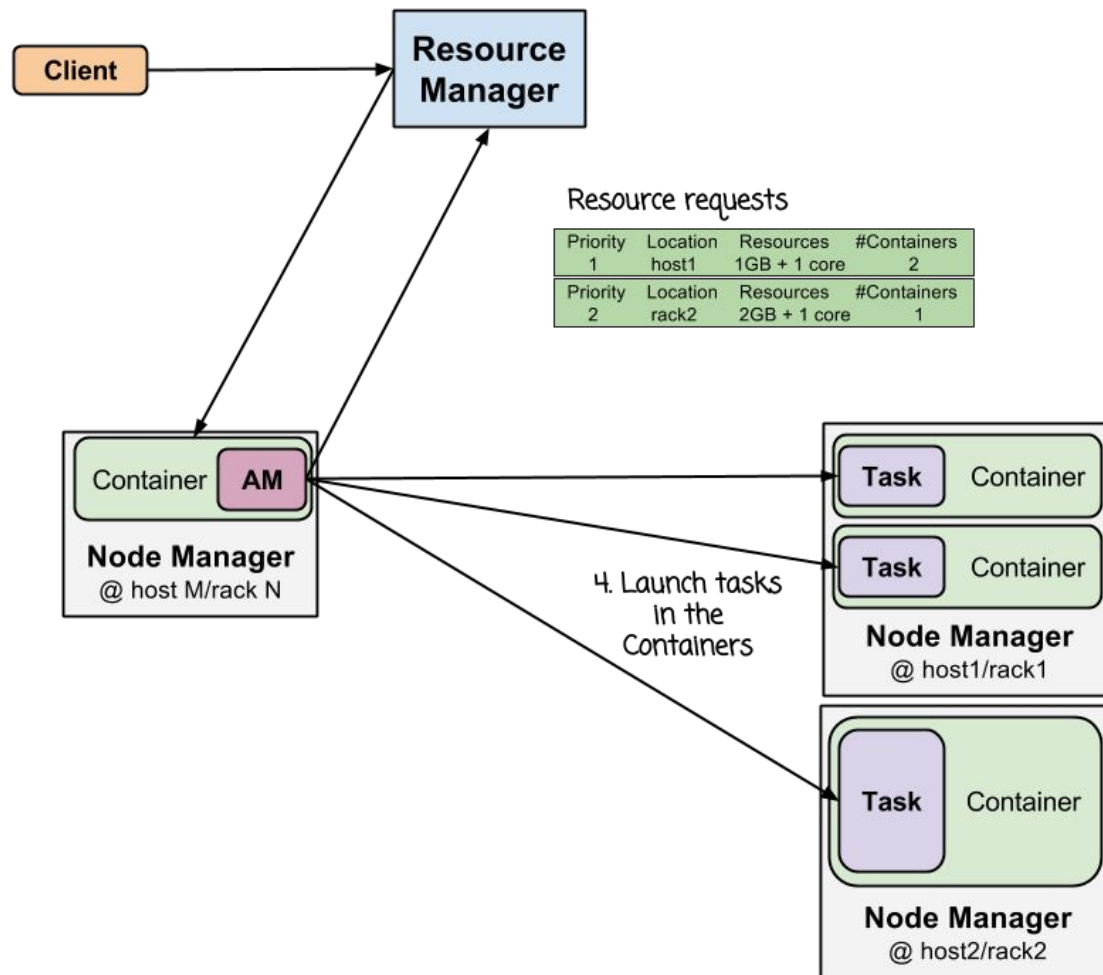 Client
Resource
Manager
Resource requests
Priority Location Resources #Containers
1 host1 1GB + 1 core 2
Priority Location Resources #Containers
2 rack2 2GB + 1 core 1
Container AM
Node Manager
@ host M/rack N
4. Launch tasks
in the
Containers
Task Container
Task Container
Node Manager
@ host1/rack1
Task Container
Node Manager
@ host2/rack2